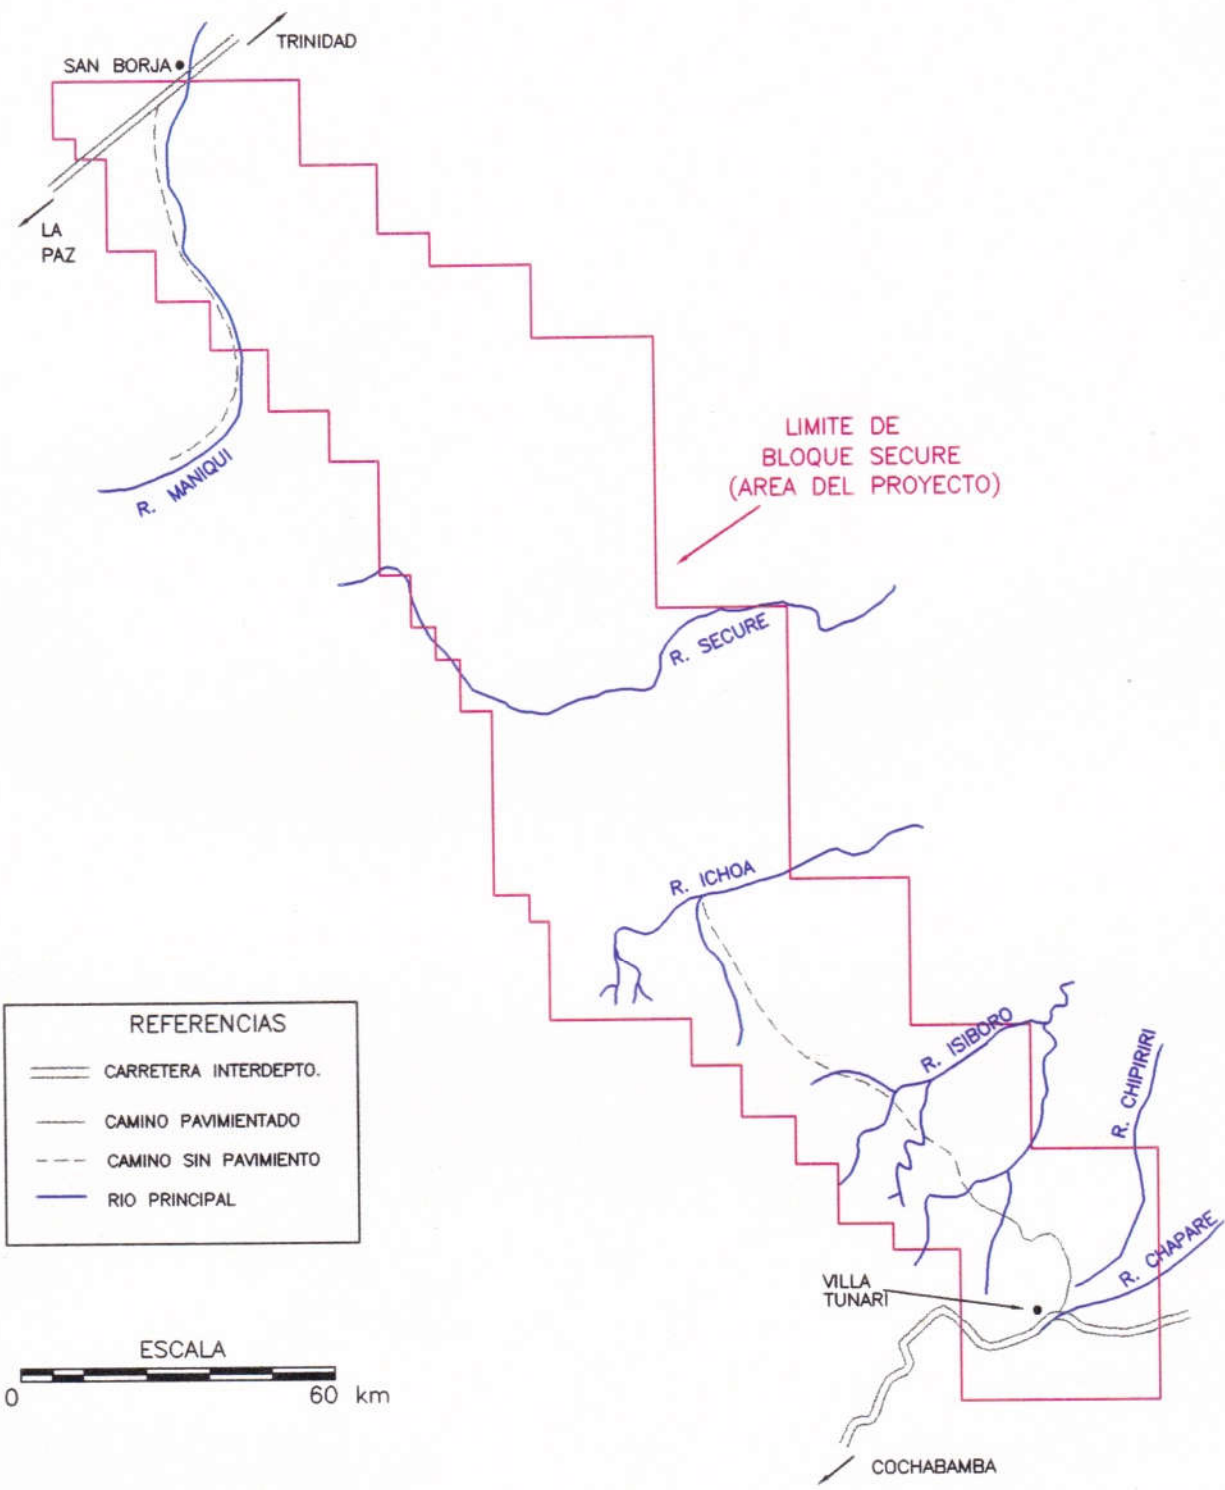 TRINIDAD
SAN BORJA
LA
PAZ
R. MANIQUI
LIMITE DE
BLOQUE SECURE
(AREA DEL PROYECTO)
R. SECURE
R. ICHOA
R. ISIBORO
R. CHIPIRIRI
R. CHAPARE
VILLA
TUNARI
COCHABAMBA
REFERENCIAS
CARRETERA INTERDEPTO.
CAMINO PAVIMIENTADO
CAMINO SIN PAVIMIENTO
RIO PRINCIPAL
ESCALA
0 60 km